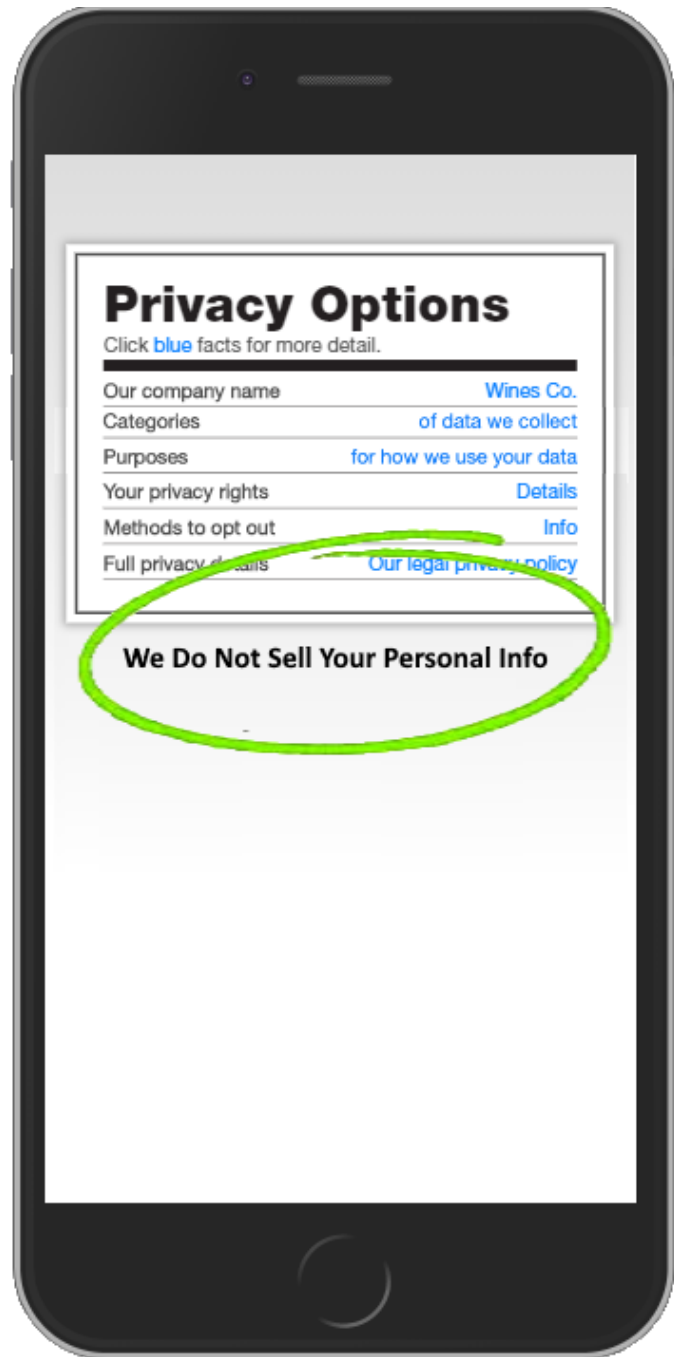 Privacy Options
Click blue facts for more detail.
Our company name Wines Co.
Categories of data we collect
Purposes for how we use your data
Your privacy rights Details
Methods to opt out Info
Full privacy details Our legal privacy policy
We Do Not Sell Your Personal Info